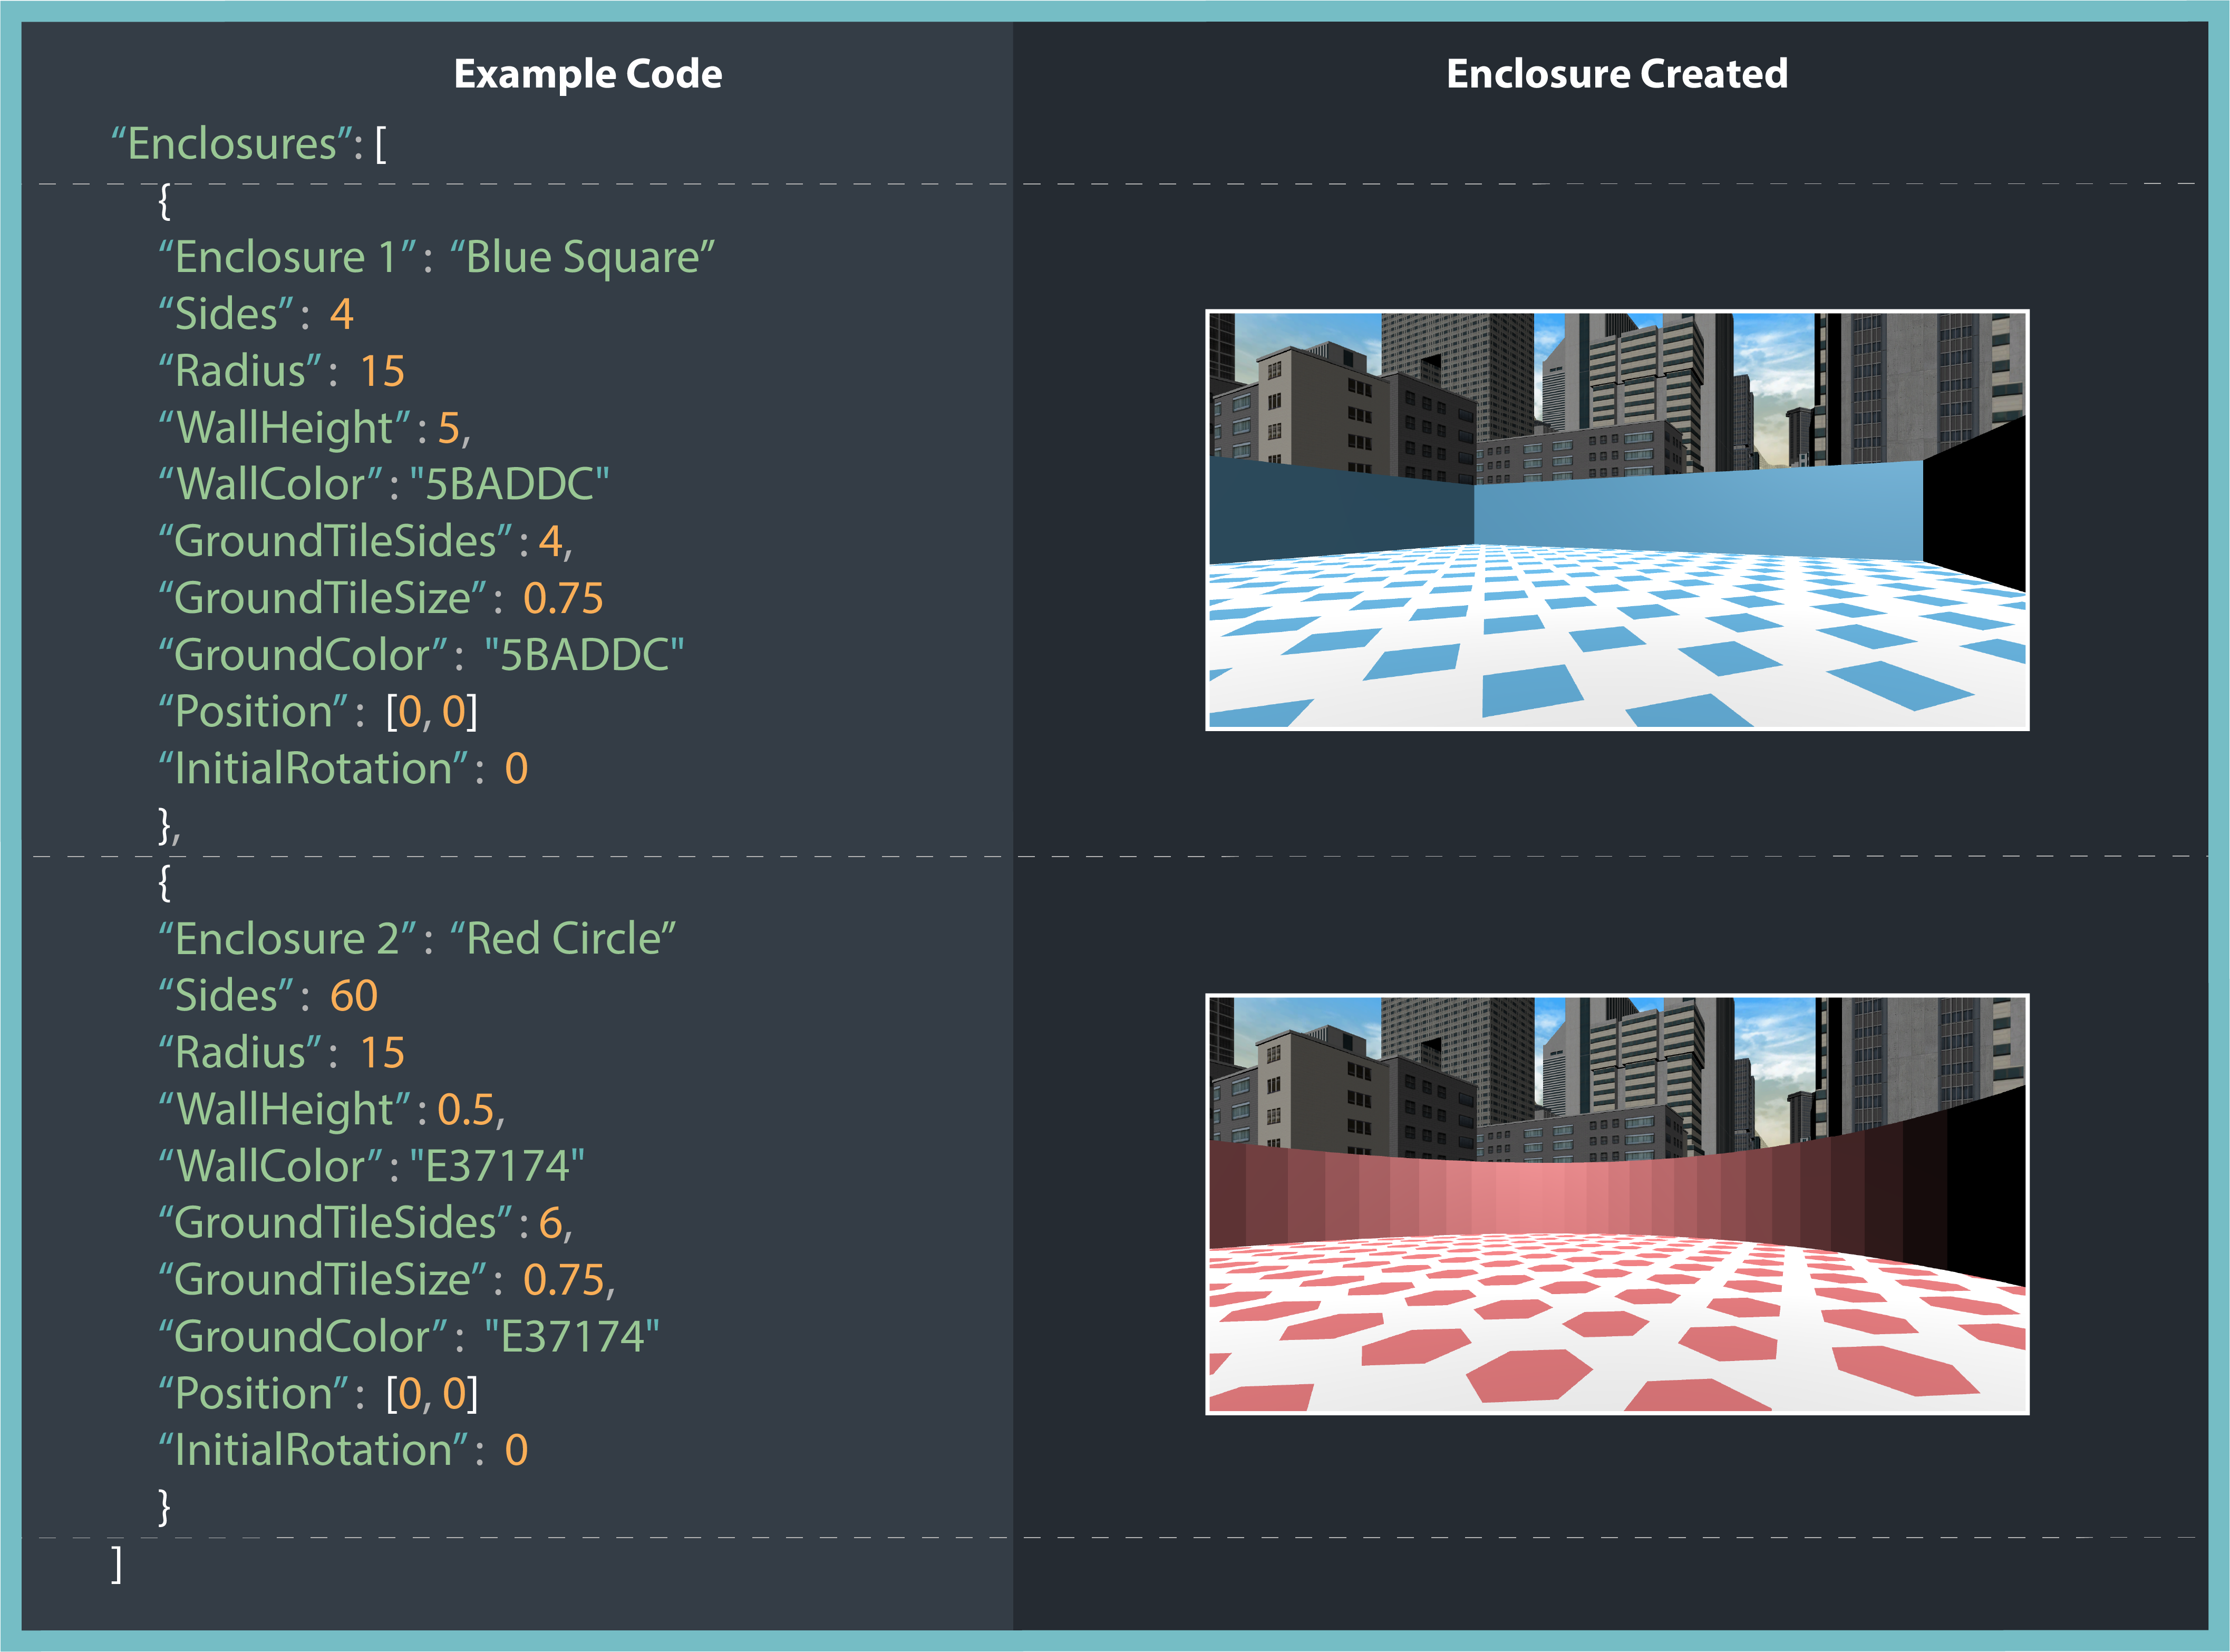 Example Code
Enclosure Created
“Enclosures”: [
{
“Enclosure 1”: “Blue Square”
“Sides”: 4
“Radius”: 15
“WallHeight”: 5,
“WallColor”: "5BADDC"
“GroundTileSides”: 4,
“GroundTileSize”: 0.75
“GroundColor”: "5BADDC"
“Position”: [0, 0]
“InitialRotation”: 0
},
{
“Enclosure 2”: “Red Circle”
“Sides”: 60
“Radius”: 15
“WallHeight”: 0.5,
“WallColor”: "E37174"
“GroundTileSides”: 6,
“GroundTileSize”: 0.75,
“GroundColor”: "E37174"
“Position”: [0, 0]
“InitialRotation”: 0
}
]